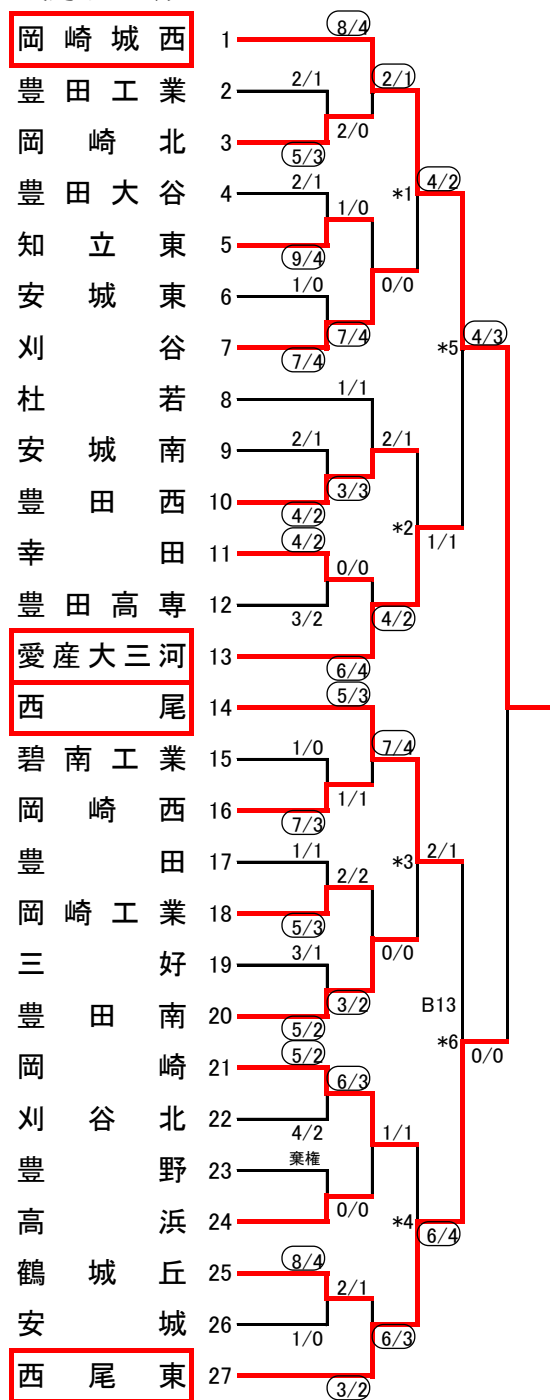 岡崎城西 1 8/4
2/1
豊田工業 2 2/1
2/0
岡崎北 3 5/3
豊田大谷 4 2/1 *1 4/2
1/0
知立東 5 9/4
安城東 6 1/0 0/0
7/4
刈谷 7 7/4 *5 4/3
杜若 8 1/1
安城南 9 2/1 2/1
3/3
豊田西 10 4/2
*2 1/1
幸田 11 4/2
0/0
豊田高専 12 3/2 4/2
愛産大三河 13 6/4
西尾 14 5/3
7/4
碧南工業 15 1/0
1/1
岡崎西 16 7/3
豊田 17 1/1 *3 2/1
2/2
岡崎工業 18 5/3
三好 19 3/1 0/0
3/2 B13
豊田南 20 5/2
*6 0/0
岡崎 21 5/2
6/3
刈谷北 22 4/2 1/1
豊野 23 棄権
0/0
高浜 24 *4 6/4
鶴城丘 25 8/4
2/1
安城 26 1/0 6/3
西尾東 27 3/2